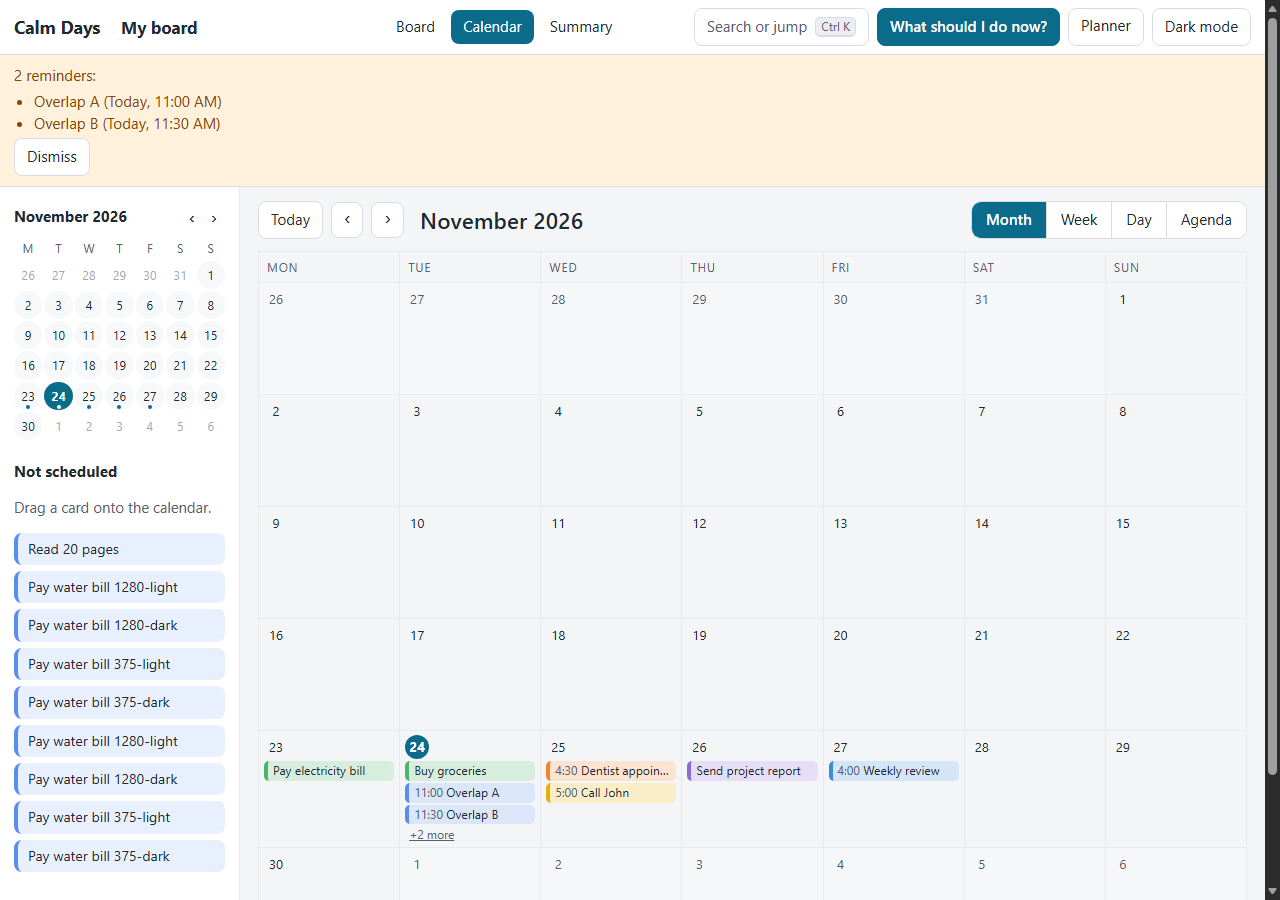 Calm Days My board Board Calendar Summary Search or jump Ctrl K What should I do now? Planner Dark mode
2 reminders:
• Overlap A (Today, 11:00 AM)
• Overlap B (Today, 11:30 AM)
Dismiss
November 2026 ‹ ›
M T W T F S S
26 27 28 29 30 31 1
2 3 4 5 6 7 8
9 10 11 12 13 14 15
16 17 18 19 20 21 22
23 24 25 26 27 28 29
30 1 2 3 4 5 6
Not scheduled
Drag a card onto the calendar.
Read 20 pages
Pay water bill 1280-light
Pay water bill 1280-dark
Pay water bill 375-light
Pay water bill 375-dark
Pay water bill 1280-light
Pay water bill 1280-dark
Pay water bill 375-light
Pay water bill 375-dark
Today ‹ › November 2026 Month Week Day Agenda
MON TUE WED THU FRI SAT SUN
26 27 28 29 30 31 1
2 3 4 5 6 7 8
9 10 11 12 13 14 15
16 17 18 19 20 21 22
23 24 25 26 27 28 29
Pay electricity bill Buy groceries 4:30 Dentist appoin... Send project report 4:00 Weekly review
11:00 Overlap A 5:00 Call John
11:30 Overlap B
+2 more
30 1 2 3 4 5 6